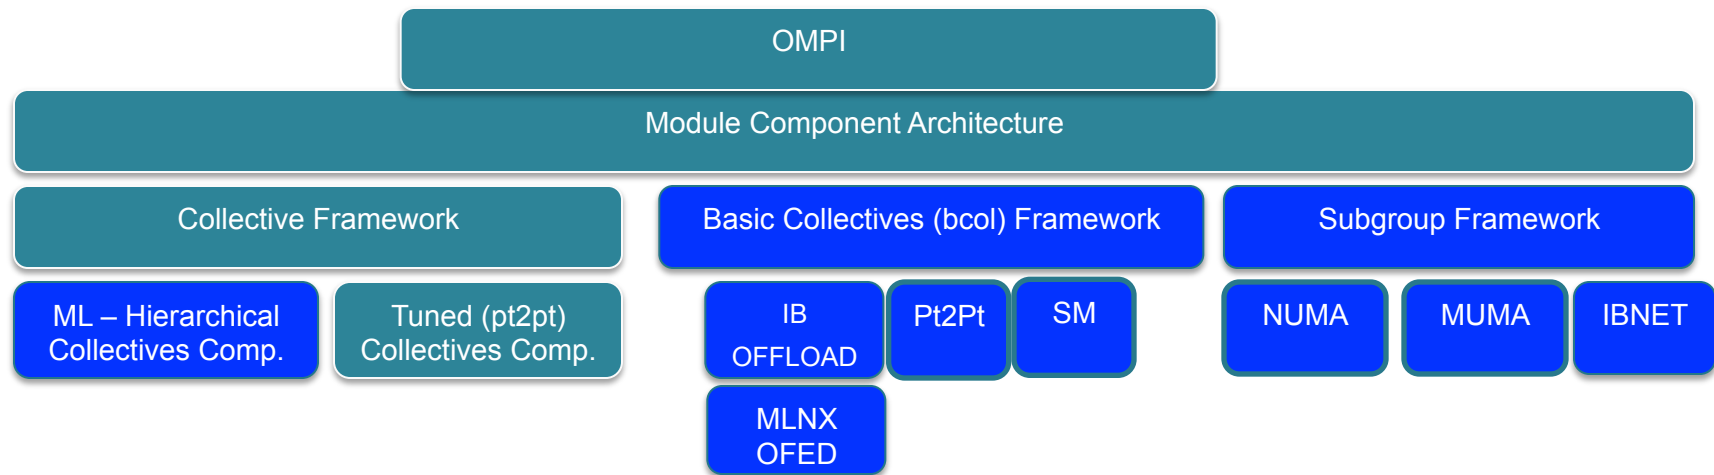 OMPI
Module Component Architecture
Collective Framework
Basic Collectives (bcol) Framework
Subgroup Framework
ML – Hierarchical
Collectives Comp.
Tuned (pt2pt)
Collectives Comp.
IB
OFFLOAD
Pt2Pt
SM
NUMA
MUMA
IBNET
MLNX
OFED